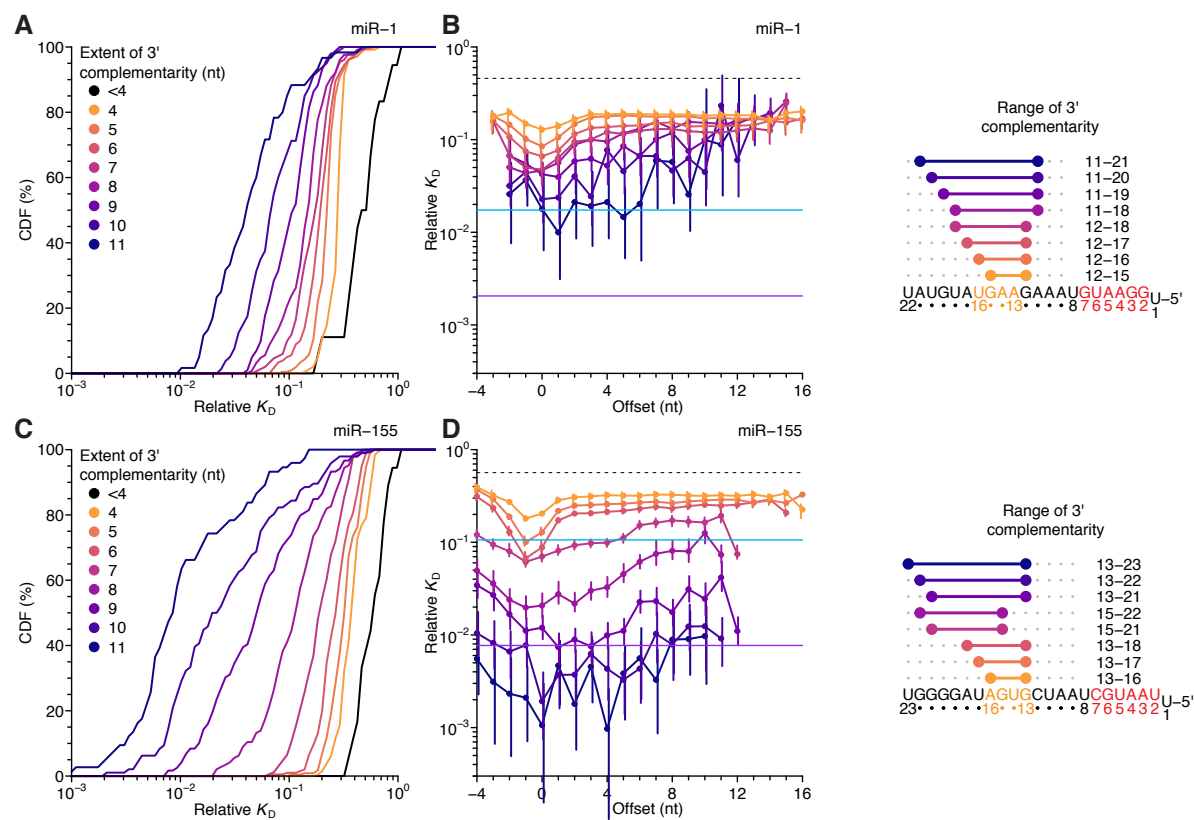 A
miR−1
Extent of 3'
complementarity (nt)
<4
4
5
6
7
8
9
10
11
CDF (%)
100
80
60
40
20
0
10−3
10−2
10−1
100
Relative KD
B
miR−1
Relative KD
100
10−1
10−2
10−3
−4
0
4
8
12
16
Offset (nt)
Range of 3'
complementarity
11−21
11−20
11−19
11−18
12−18
12−17
12−16
12−15
UAUGUAUGAAGAAAUGUAAGGU−5'
22 16 13 8 7 6 5 4 3 2 1
C
miR−155
Extent of 3'
complementarity (nt)
<4
4
5
6
7
8
9
10
11
CDF (%)
100
80
60
40
20
0
10−3
10−2
10−1
100
Relative KD
D
miR−155
Relative KD
100
10−1
10−2
10−3
−4
0
4
8
12
16
Offset (nt)
Range of 3'
complementarity
13−23
13−22
13−21
15−22
15−21
13−18
13−17
13−16
UGGGGAUAGUGCUAAUCGUAAUU−5'
23 16 13 8 7 6 5 4 3 2 1